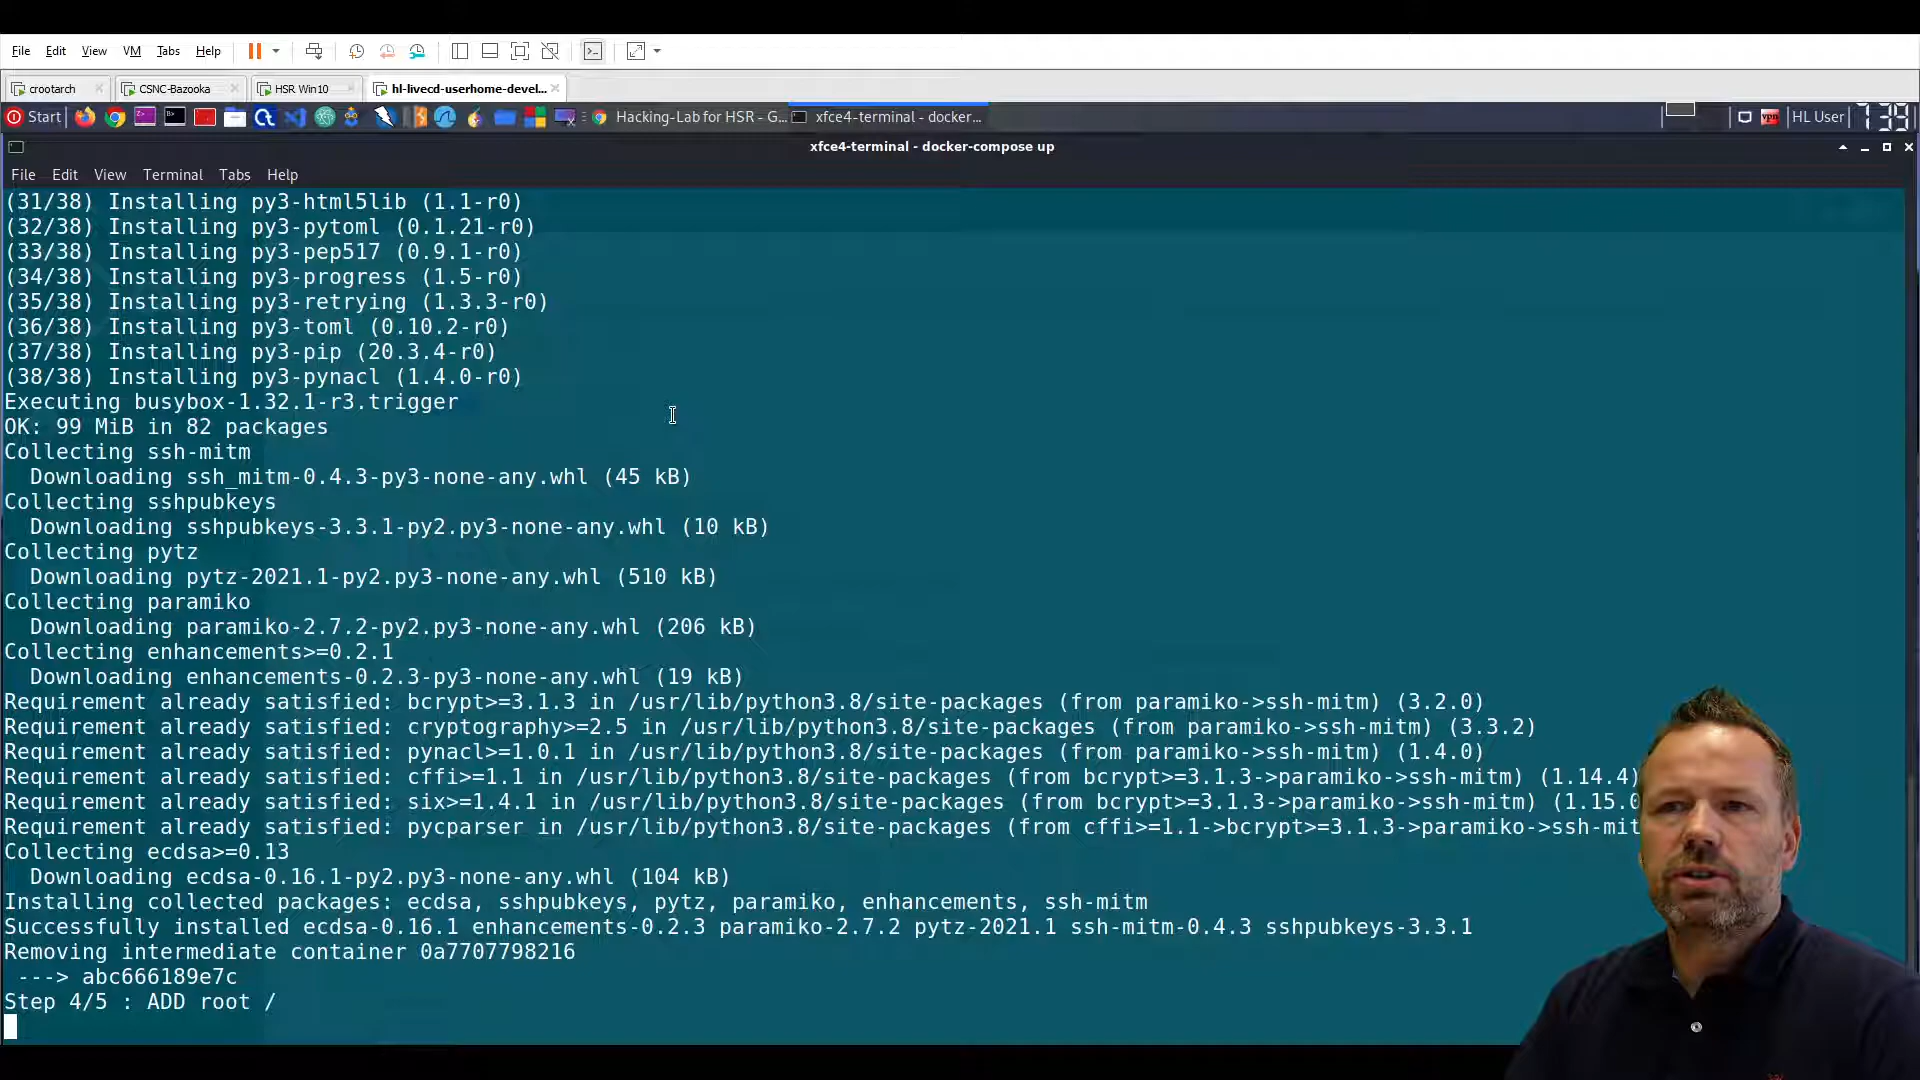 File Edit View VM Tabs Help
crootarch CSNC-Bazooka HSR Win10 hl-livecd-userhome-devel...
Start Hacking-Lab for HSR - G... xfce4-terminal - docker... vpn HL User 7:39
xfce4-terminal - docker-compose up
File Edit View Terminal Tabs Help
(31/38) Installing py3-html5lib (1.1-r0)
(32/38) Installing py3-pytoml (0.1.21-r0)
(33/38) Installing py3-pep517 (0.9.1-r0)
(34/38) Installing py3-progress (1.5-r0)
(35/38) Installing py3-retrying (1.3.3-r0)
(36/38) Installing py3-toml (0.10.2-r0)
(37/38) Installing py3-pip (20.3.4-r0)
(38/38) Installing py3-pynacl (1.4.0-r0)
Executing busybox-1.32.1-r3.trigger
OK: 99 MiB in 82 packages
Collecting ssh-mitm
Downloading ssh_mitm-0.4.3-py3-none-any.whl (45 kB)
Collecting sshpubkeys
Downloading sshpubkeys-3.3.1-py2.py3-none-any.whl (10 kB)
Collecting pytz
Downloading pytz-2021.1-py2.py3-none-any.whl (510 kB)
Collecting paramiko
Downloading paramiko-2.7.2-py2.py3-none-any.whl (206 kB)
Collecting enhancements>=0.2.1
Downloading enhancements-0.2.3-py3-none-any.whl (19 kB)
Requirement already satisfied: bcrypt>=3.1.3 in /usr/lib/python3.8/site-packages (from paramiko->ssh-mitm) (3.2.0)
Requirement already satisfied: cryptography>=2.5 in /usr/lib/python3.8/site-packages (from paramiko->ssh-mitm) (3.3.2)
Requirement already satisfied: pynacl>=1.0.1 in /usr/lib/python3.8/site-packages (from paramiko->ssh-mitm) (1.4.0)
Requirement already satisfied: cffi>=1.1 in /usr/lib/python3.8/site-packages (from bcrypt>=3.1.3->paramiko->ssh-mitm) (1.14.4)
Requirement already satisfied: six>=1.4.1 in /usr/lib/python3.8/site-packages (from bcrypt>=3.1.3->paramiko->ssh-mitm) (1.15.0
Requirement already satisfied: pycparser in /usr/lib/python3.8/site-packages (from cffi>=1.1->bcrypt>=3.1.3->paramiko->ssh-mit
Collecting ecdsa>=0.13
Downloading ecdsa-0.16.1-py2.py3-none-any.whl (104 kB)
Installing collected packages: ecdsa, sshpubkeys, pytz, paramiko, enhancements, ssh-mitm
Successfully installed ecdsa-0.16.1 enhancements-0.2.3 paramiko-2.7.2 pytz-2021.1 ssh-mitm-0.4.3 sshpubkeys-3.3.1
Removing intermediate container 0a7707798216
---> abc666189e7c
Step 4/5 : ADD root /